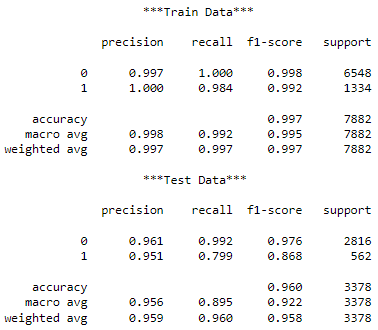 ***Train Data***
precision recall f1-score support
0 0.997 1.000 0.998 6548
1 1.000 0.984 0.992 1334
accuracy 0.997 7882
macro avg 0.998 0.992 0.995 7882
weighted avg 0.997 0.997 0.997 7882
***Test Data***
precision recall f1-score support
0 0.961 0.992 0.976 2816
1 0.951 0.799 0.868 562
accuracy 0.960 3378
macro avg 0.956 0.895 0.922 3378
weighted avg 0.959 0.960 0.958 3378